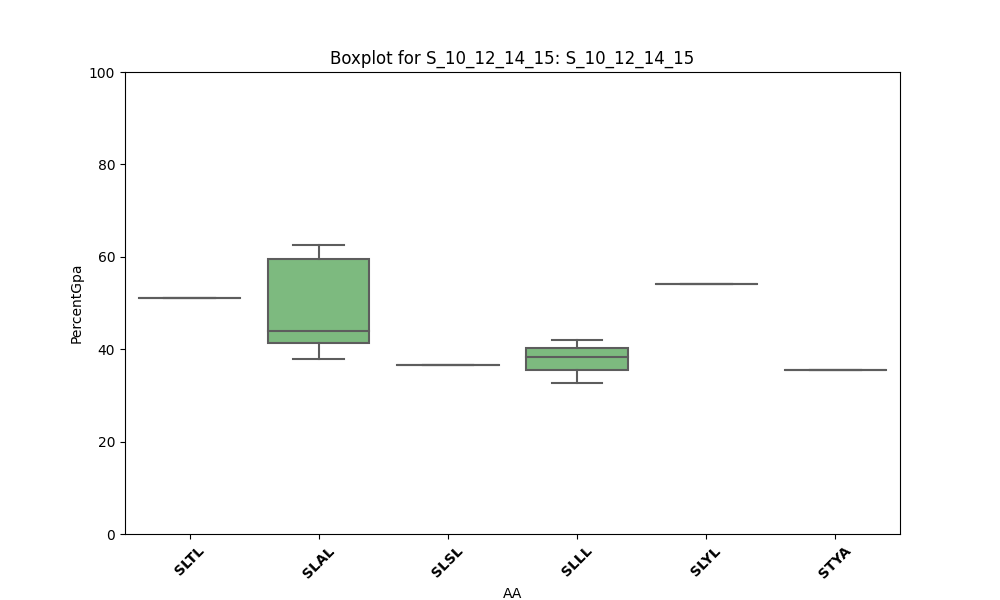 Boxplot for S_10_12_14_15: S_10_12_14_15
100
80
60
40
20
0
PercentGpa
SLTL SLAL SLSL SLLL SLYL STYA
AA